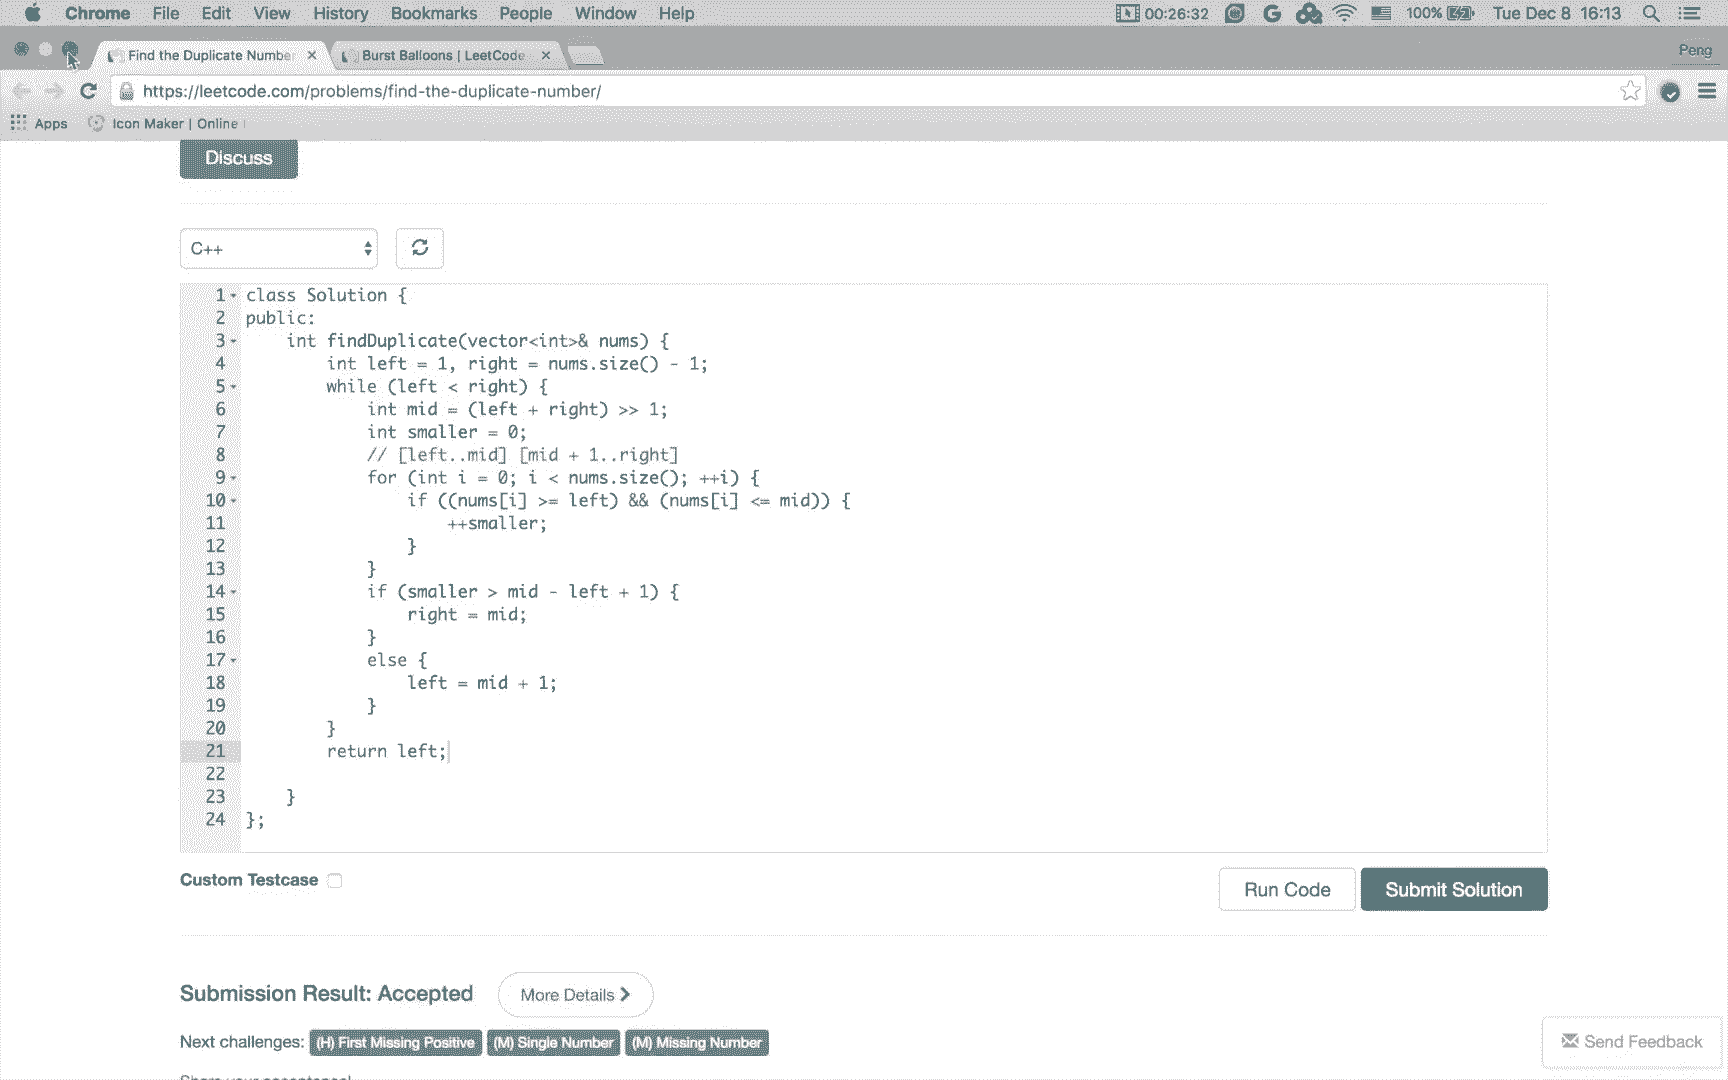 Chrome File Edit View History Bookmarks People Window Help 00:26:32 100% Tue Dec 8 16:13
Find the Duplicate Number Burst Balloons | LeetCode Peng
https://leetcode.com/problems/find-the-duplicate-number/
Apps Icon Maker | Online
Discuss
C++
1 class Solution {
2 public:
3 int findDuplicate(vector<int>& nums) {
4 int left = 1, right = nums.size() - 1;
5 while (left < right) {
6 int mid = (left + right) >> 1;
7 int smaller = 0;
8 // [left..mid] [mid + 1..right]
9 for (int i = 0; i < nums.size(); ++i) {
10 if ((nums[i] >= left) && (nums[i] <= mid)) {
11 ++smaller;
12 }
13 }
14 if (smaller > mid - left + 1) {
15 right = mid;
16 }
17 else {
18 left = mid + 1;
19 }
20 }
21 return left;
22
23 }
24 };
Custom Testcase Run Code Submit Solution
Submission Result: Accepted More Details
Next challenges: (H) First Missing Positive (M) Single Number (M) Missing Number
Send Feedback